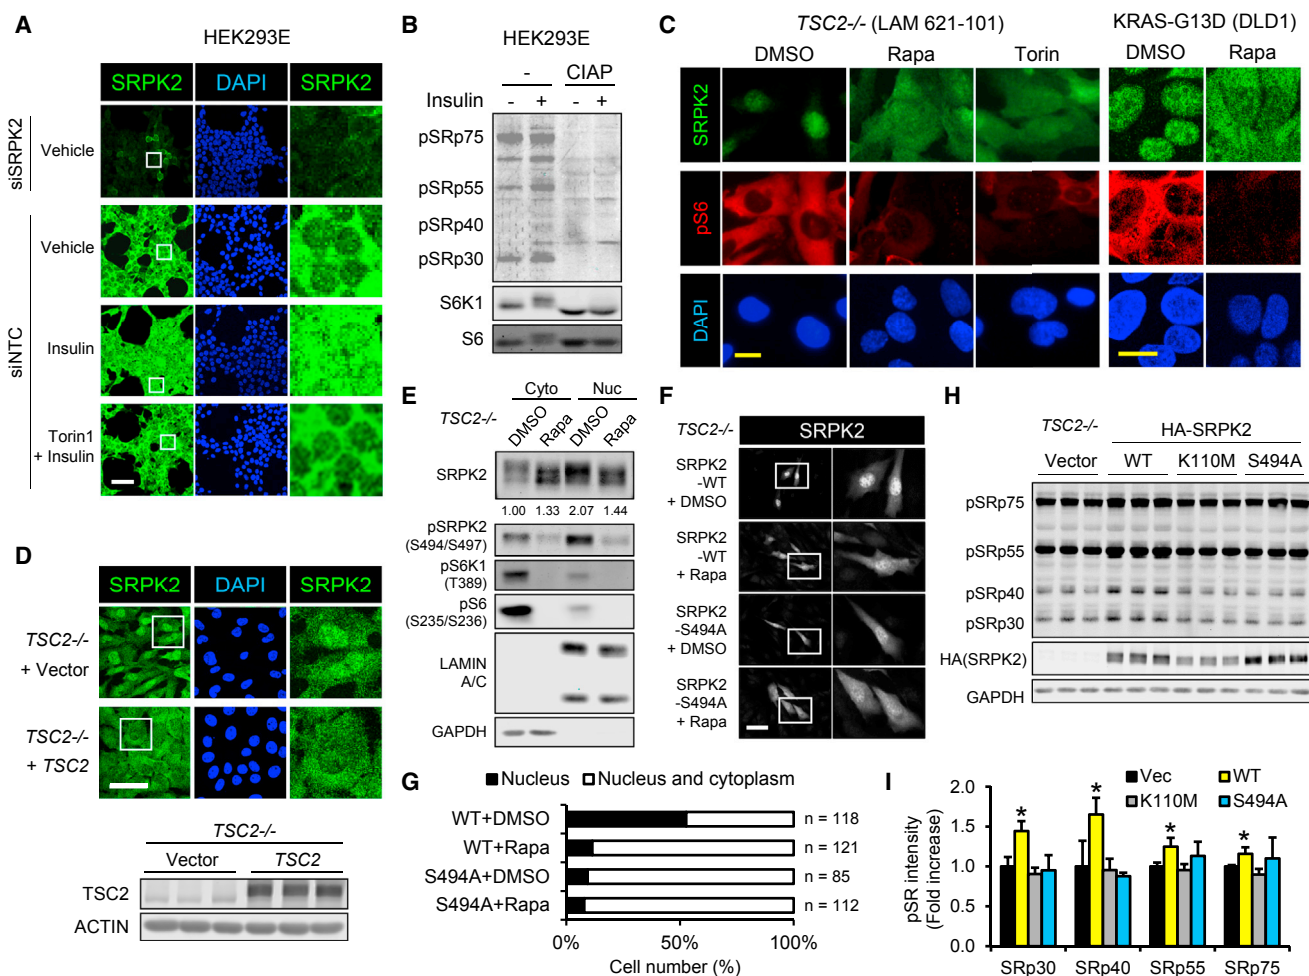 A
HEK293E
SRPK2 DAPI SRPK2
siSRPK2
Vehicle
siNTC
Vehicle
Insulin
Torin1
+ Insulin
B
HEK293E
- CIAP
Insulin - + - +
pSRp75
pSRp55
pSRp40
pSRp30
S6K1
S6
C
TSC2-/- (LAM 621-101) KRAS-G13D (DLD1)
DMSO Rapa Torin DMSO Rapa
SRPK2
pS6
DAPI
D
SRPK2 DAPI SRPK2
TSC2-/-
+ Vector
TSC2-/-
+ TSC2
TSC2-/-
Vector TSC2
TSC2
ACTIN
E
Cyto Nuc
TSC2-/- DMSO Rapa DMSO Rapa
SRPK2
1.00 1.33 2.07 1.44
pSRPK2
(S494/S497)
pS6K1
(T389)
pS6
(S235/S236)
LAMIN
A/C
GAPDH
F
TSC2-/- SRPK2
SRPK2
-WT
+ DMSO
SRPK2
-WT
+ Rapa
SRPK2
-S494A
+ DMSO
SRPK2
-S494A
+ Rapa
G
Nucleus Nucleus and cytoplasm
WT+DMSO n = 118
WT+Rapa n = 121
S494A+DMSO n = 85
S494A+Rapa n = 112
0% 50% 100%
Cell number (%)
H
TSC2-/- HA-SRPK2
Vector WT K110M S494A
pSRp75
pSRp55
pSRp40
pSRp30
HA(SRPK2)
GAPDH
I
Vec WT
K110M S494A
pSR intensity
(Fold increase)
2.0
1.5
1.0
0.5
0.0
* * * *
SRp30 SRp40 SRp55 SRp75